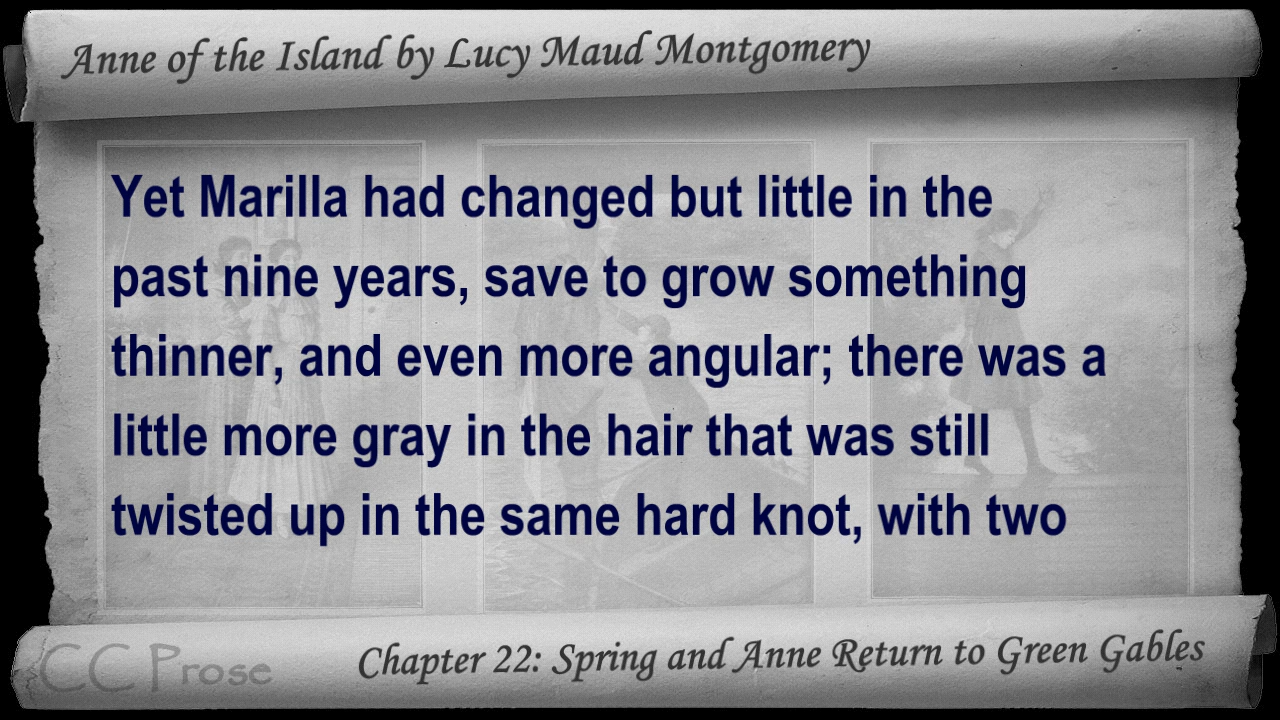 Anne of the Island by Lucy Maud Montgomery
Yet Marilla had changed but little in the
past nine years, save to grow something
thinner, and even more angular; there was a
little more gray in the hair that was still
twisted up in the same hard knot, with two
CC Prose
Chapter 22: Spring and Anne Return to Green Gables